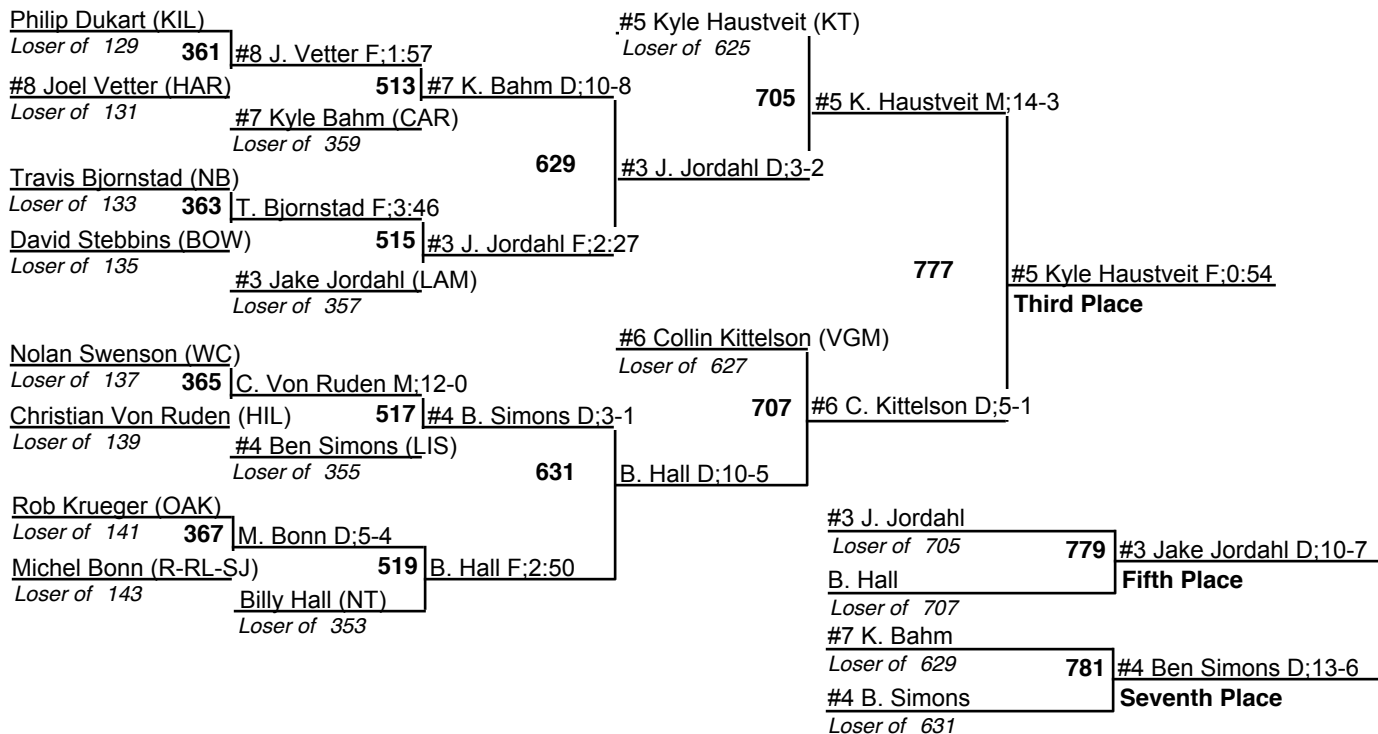 Philip Dukart (KIL)
Loser of 129
361
#8 J. Vetter F;1:57
#8 Joel Vetter (HAR)
Loser of 131
513
#7 K. Bahm D;10-8
#7 Kyle Bahm (CAR)
Loser of 359
629
#3 J. Jordahl D;3-2
Travis Bjornstad (NB)
Loser of 133
363
T. Bjornstad F;3:46
David Stebbins (BOW)
Loser of 135
515
#3 J. Jordahl F;2:27
#3 Jake Jordahl (LAM)
Loser of 357
#5 Kyle Haustveit (KT)
Loser of 625
705
#5 K. Haustveit M;14-3
777
#5 Kyle Haustveit F;0:54
Third Place
Nolan Swenson (WC)
Loser of 137
365
C. Von Ruden M;12-0
Christian Von Ruden (HIL)
Loser of 139
517
#4 B. Simons D;3-1
#4 Ben Simons (LIS)
Loser of 355
631
B. Hall D;10-5
Rob Krueger (OAK)
Loser of 141
367
M. Bonn D;5-4
Michel Bonn (R-RL-SJ)
Loser of 143
519
B. Hall F;2:50
Billy Hall (NT)
Loser of 353
#6 Collin Kittelson (VGM)
Loser of 627
707
#6 C. Kittelson D;5-1
#3 J. Jordahl
Loser of 705
779
#3 Jake Jordahl D;10-7
Fifth Place
B. Hall
Loser of 707
#7 K. Bahm
Loser of 629
781
#4 Ben Simons D;13-6
Seventh Place
#4 B. Simons
Loser of 631